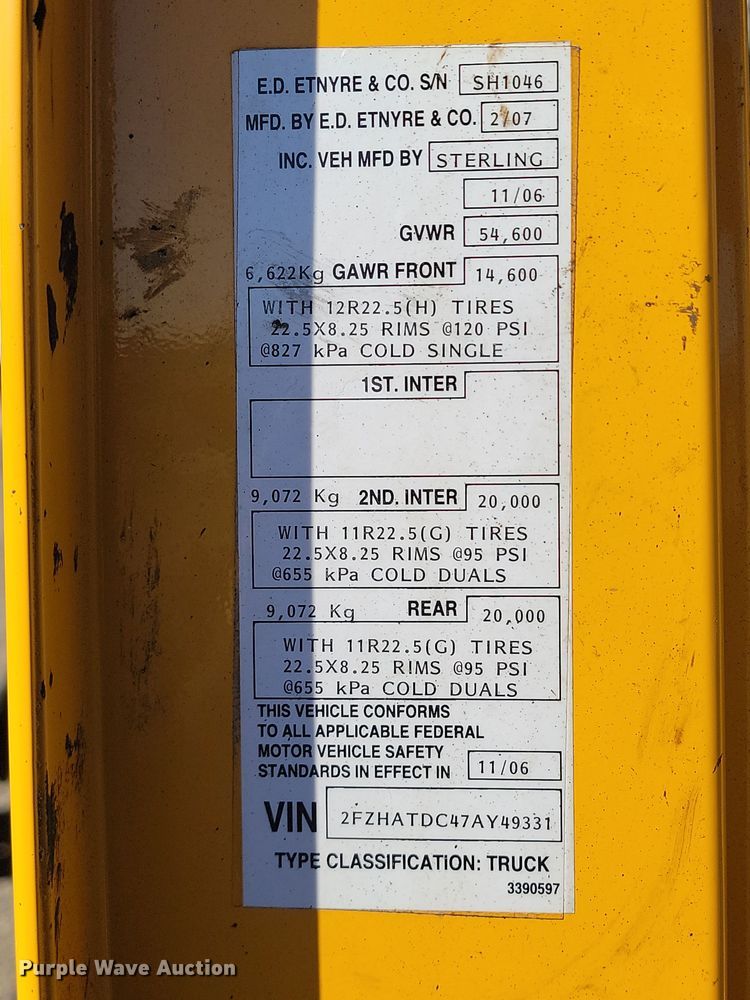 E.D. ETNYRE & CO. S/N SH1046
MFD. BY E.D. ETNYRE & CO. 2/07
INC. VEH MFD BY STERLING
11/06
GVWR 54,600
6,622Kg GAWR FRONT 14,600
WITH 12R22.5(H) TIRES
22.5X8.25 RIMS @120 PSI
@827 kPa COLD SINGLE
1ST. INTER
9,072 Kg 2ND. INTER 20,000
WITH 11R22.5(G) TIRES
22.5X8.25 RIMS @95 PSI
@655 kPa COLD DUALS
9,072 Kg REAR 20,000
WITH 11R22.5(G) TIRES
22.5X8.25 RIMS @95 PSI
@655 kPa COLD DUALS
THIS VEHICLE CONFORMS
TO ALL APPLICABLE FEDERAL
MOTOR VEHICLE SAFETY
STANDARDS IN EFFECT IN 11/06
VIN 2FZHATDC47AY49331
TYPE CLASSIFICATION: TRUCK
3390597
Purple Wave Auction